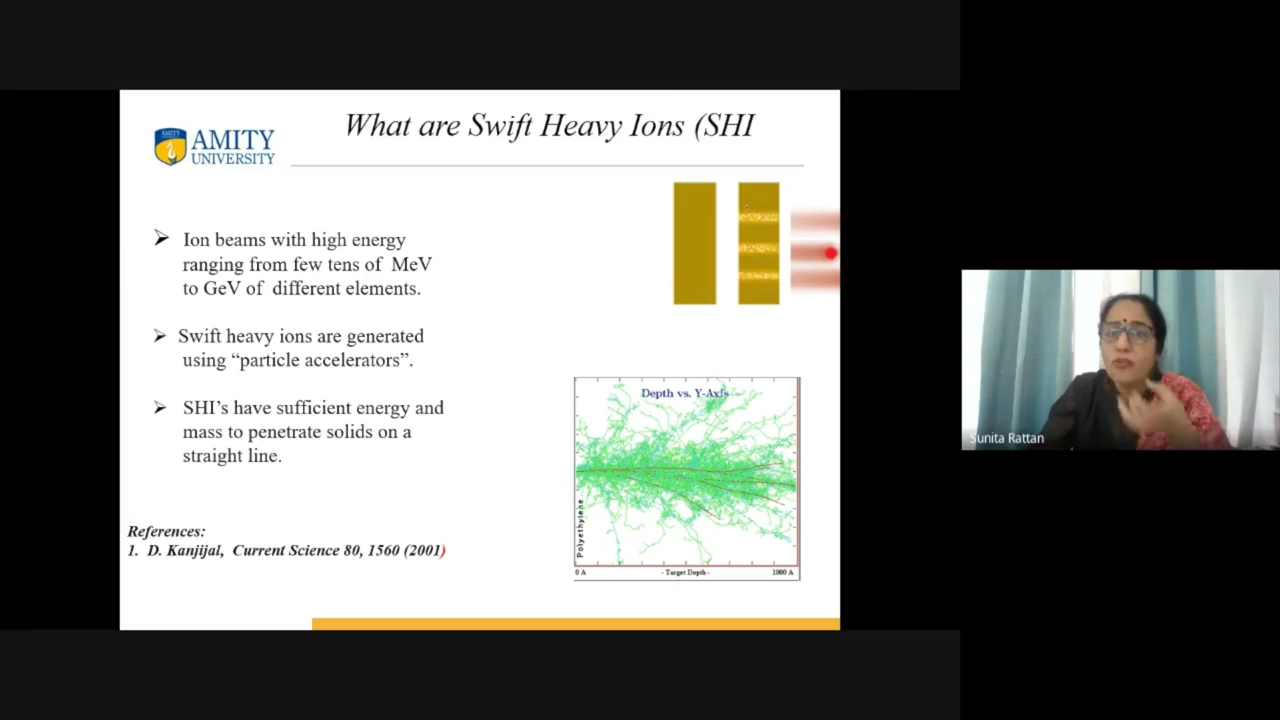 What are Swift Heavy Ions (SHI
AMITY
AMITY
UNIVERSITY
➢ Ion beams with high energy
ranging from few tens of MeV
to GeV of different elements.
➢ Swift heavy ions are generated
using “particle accelerators”.
➢ SHI’s have sufficient energy and
mass to penetrate solids on a
straight line.
References:
1. D. Kanjijal, Current Science 80, 1560 (2001)
Depth vs. Y-Axis
Polyethylene
0 A - Target Depth - 1000 A
Sunita Rattan